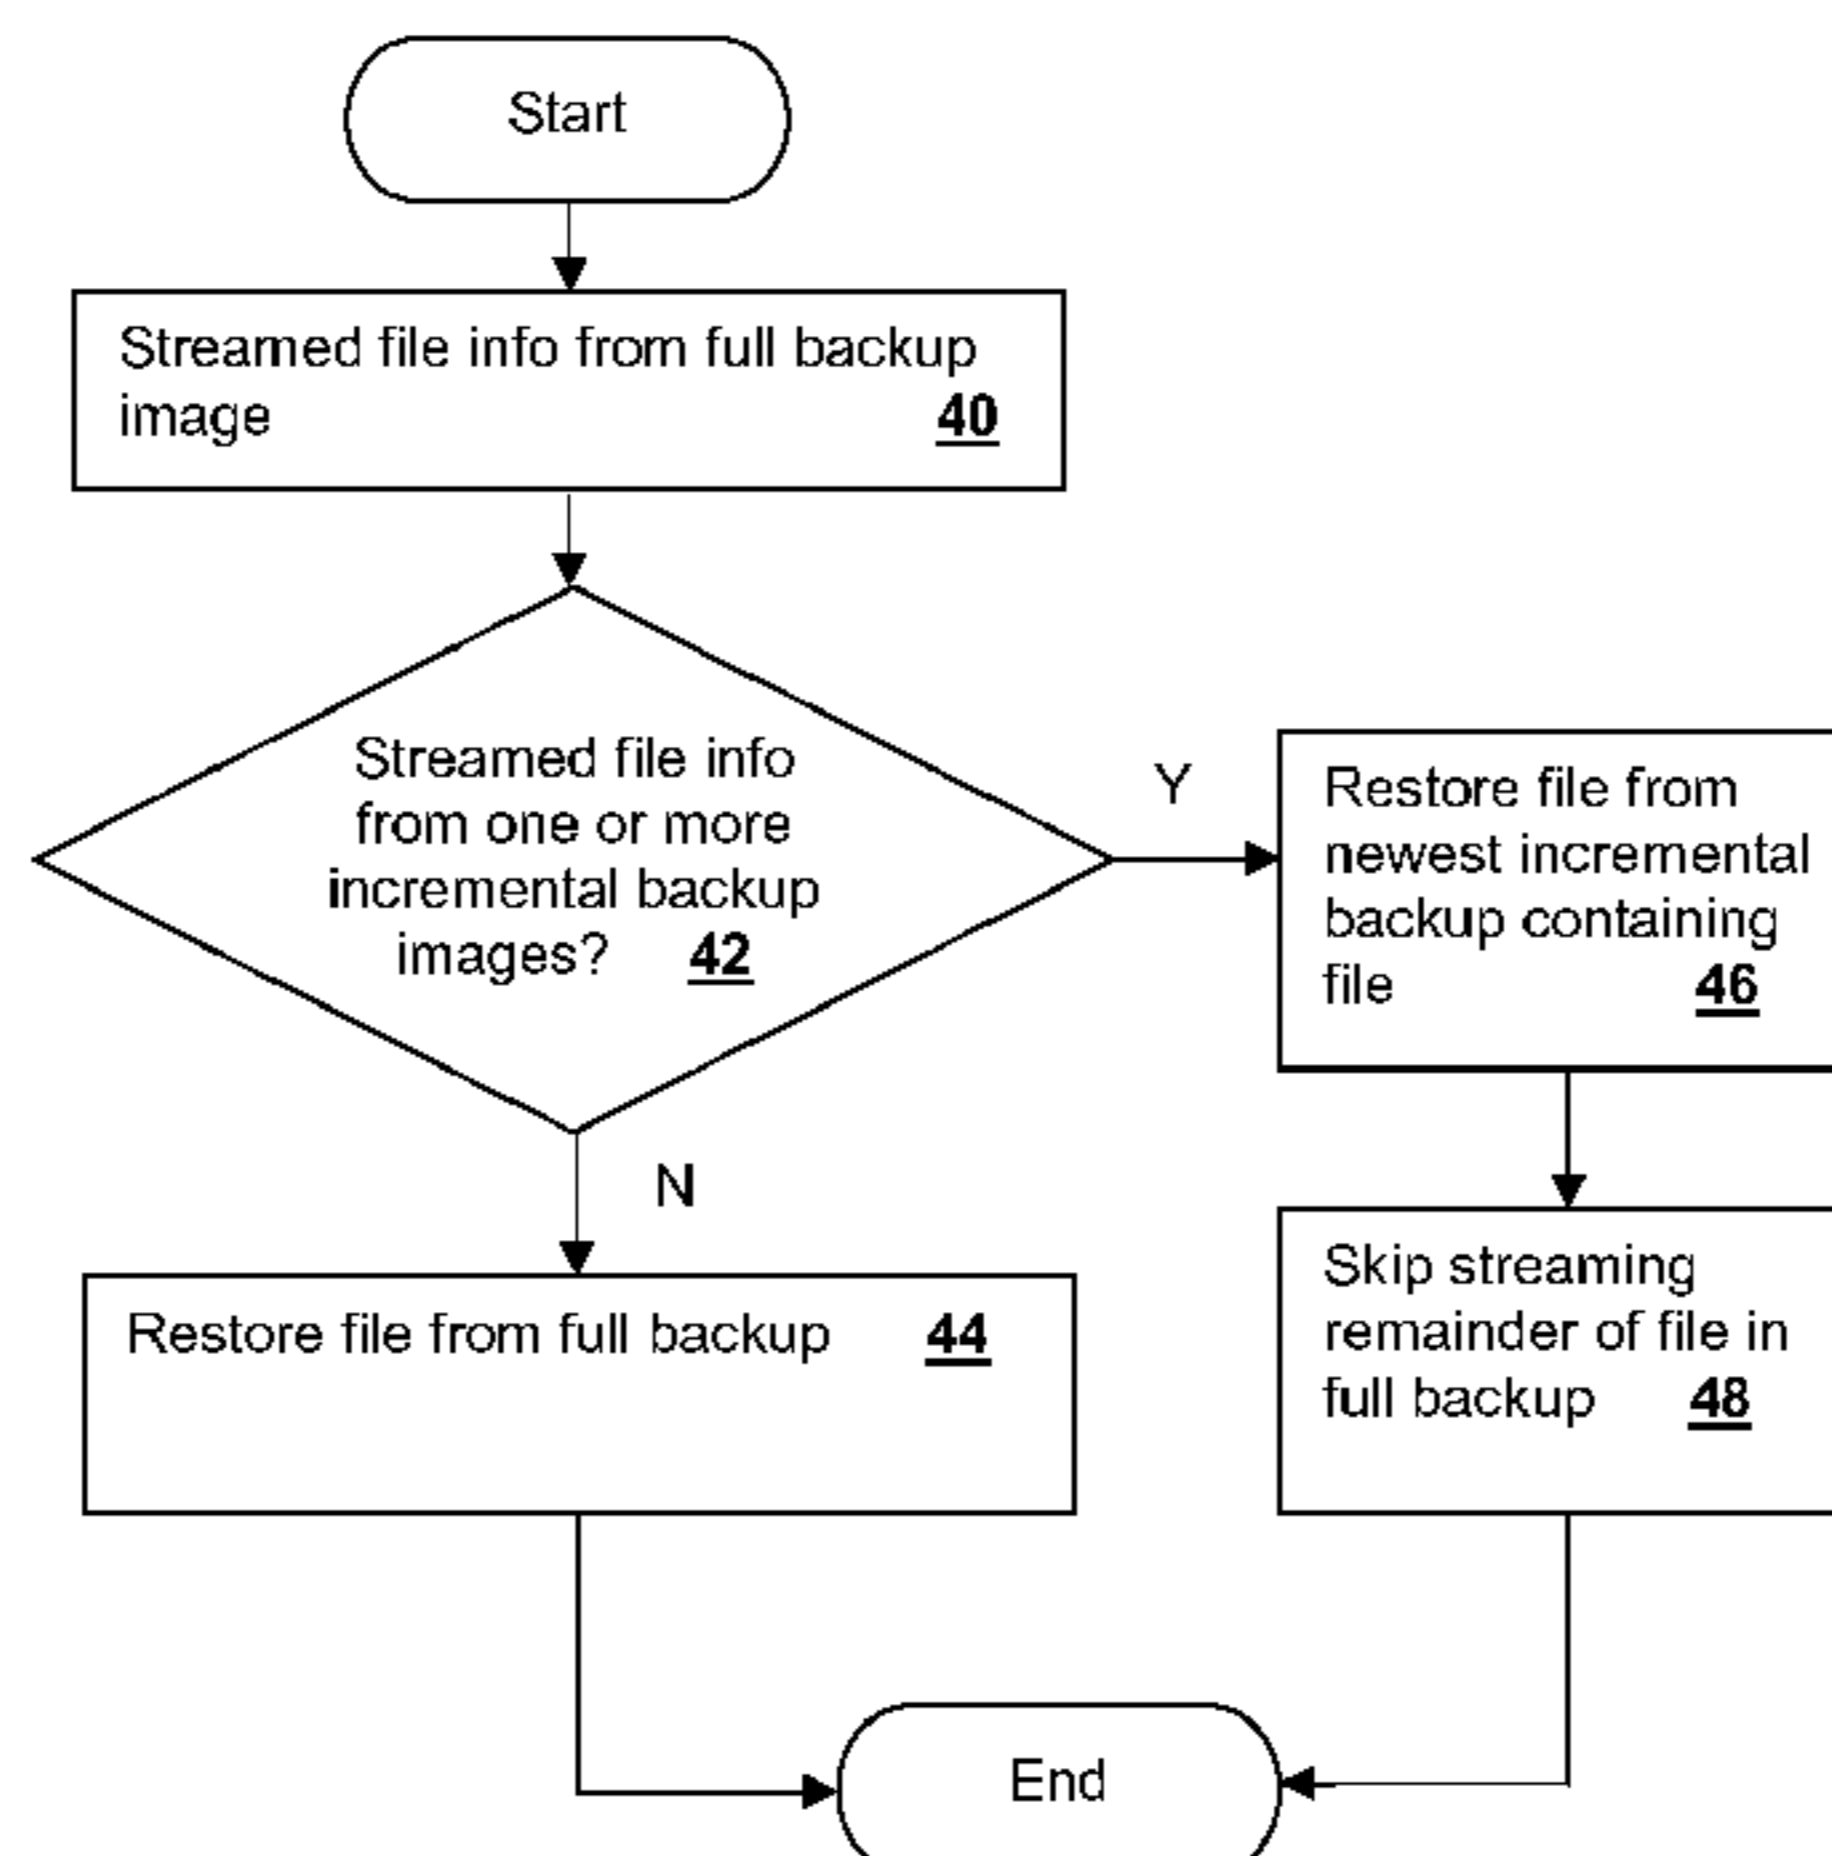 Start
Streamed file info from full backup
image 40
Streamed file info
from one or more
incremental backup
images? 42
Y
Restore file from
newest incremental
backup containing
file 46
N
Restore file from full backup 44
Skip streaming
remainder of file in
full backup 48
End